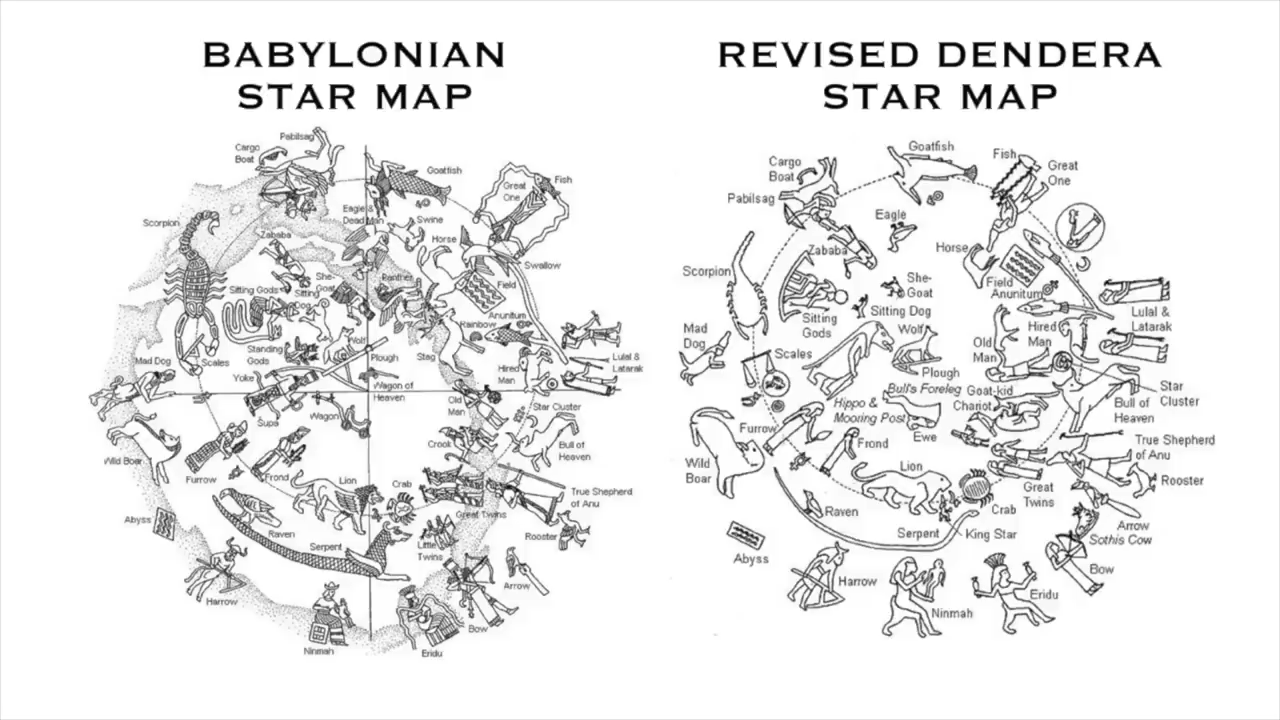 BABYLONIAN
STAR MAP
Pabilsag
Cargo
Boat
Goatfish
Great
One
Fish
Scorpion
Eagle &
Dead Man
Swine
Zababa
Horse
Swallow
Sitting Gods
Sitting
Dog
She-
Goat
Panther
Field
Anunitum
Rainbow
Standing
Gods
Wolf
Stag
Mad Dog
Scales
Plough
Hired
Man
Lulal &
Latarak
Yoke
Wagon of
Heaven
Supa
Wagon
Old
Man
Star Cluster
Crook
Bull of
Heaven
Wild Boar
Furrow
Frond
Lion
Crab
Great Twins
True Shepherd
of Anu
Abyss
Raven
Serpent
Little
Twins
Rooster
Harrow
Arrow
Bow
Ninmah
Eridu
REVISED DENDERA
STAR MAP
Goatfish
Cargo
Boat
Fish
Great
One
Pabilsag
Eagle
Zababa
Horse
Scorpion
She-
Goat
Field
Anunitum
Sitting Dog
Sitting
Gods
Lulal &
Latarak
Mad
Dog
Wolf
Hired
Man
Old
Man
Scales
Plough
Bull's Foreleg
Goat-kid
Star
Cluster
Hippo &
Mooring Post
Chariot
Bull of
Heaven
Furrow
Frond
Ewe
True Shepherd
of Anu
Wild
Boar
Lion
Great
Twins
Rooster
Raven
Crab
Serpent
King Star
Arrow
Sothis Cow
Abyss
Harrow
Bow
Ninmah
Eridu